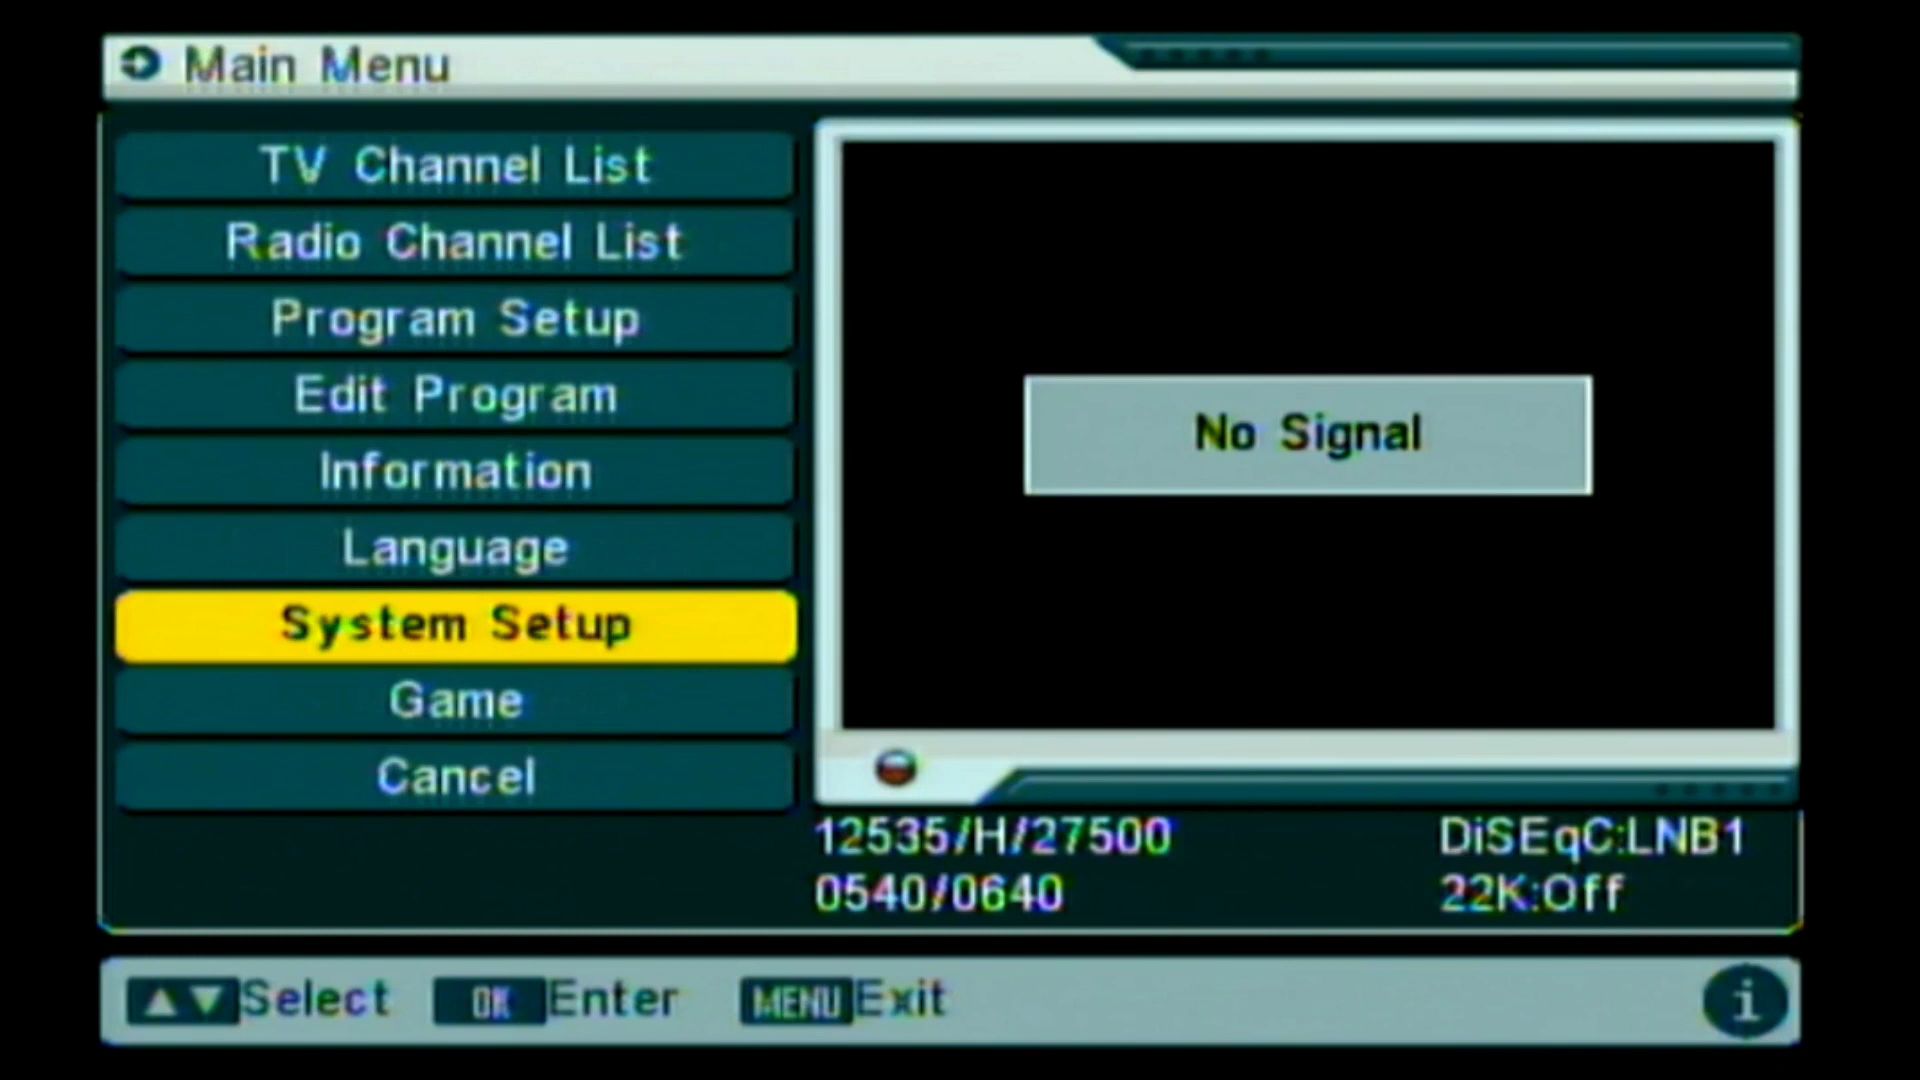 Main Menu
TV Channel List
Radio Channel List
Program Setup
Edit Program
Information
Language
System Setup
Game
Cancel
No Signal
12535/H/27500
DiSEqC:LNB1
0540/0640
22K:Off
▲▼Select OK Enter MENU Exit i